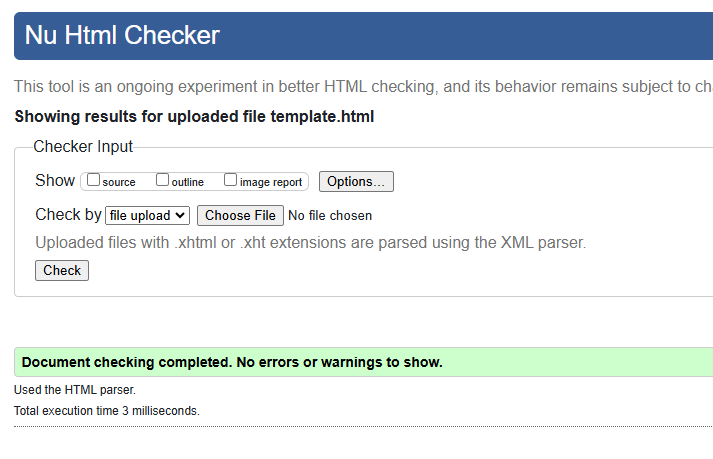 Nu Html Checker
This tool is an ongoing experiment in better HTML checking, and its behavior remains subject to
Showing results for uploaded file template.html
Checker Input
Show source outline image report Options...
Check by file upload Choose File No file chosen
Uploaded files with .xhtml or .xht extensions are parsed using the XML parser.
Check
Document checking completed. No errors or warnings to show.
Used the HTML parser.
Total execution time 3 milliseconds.